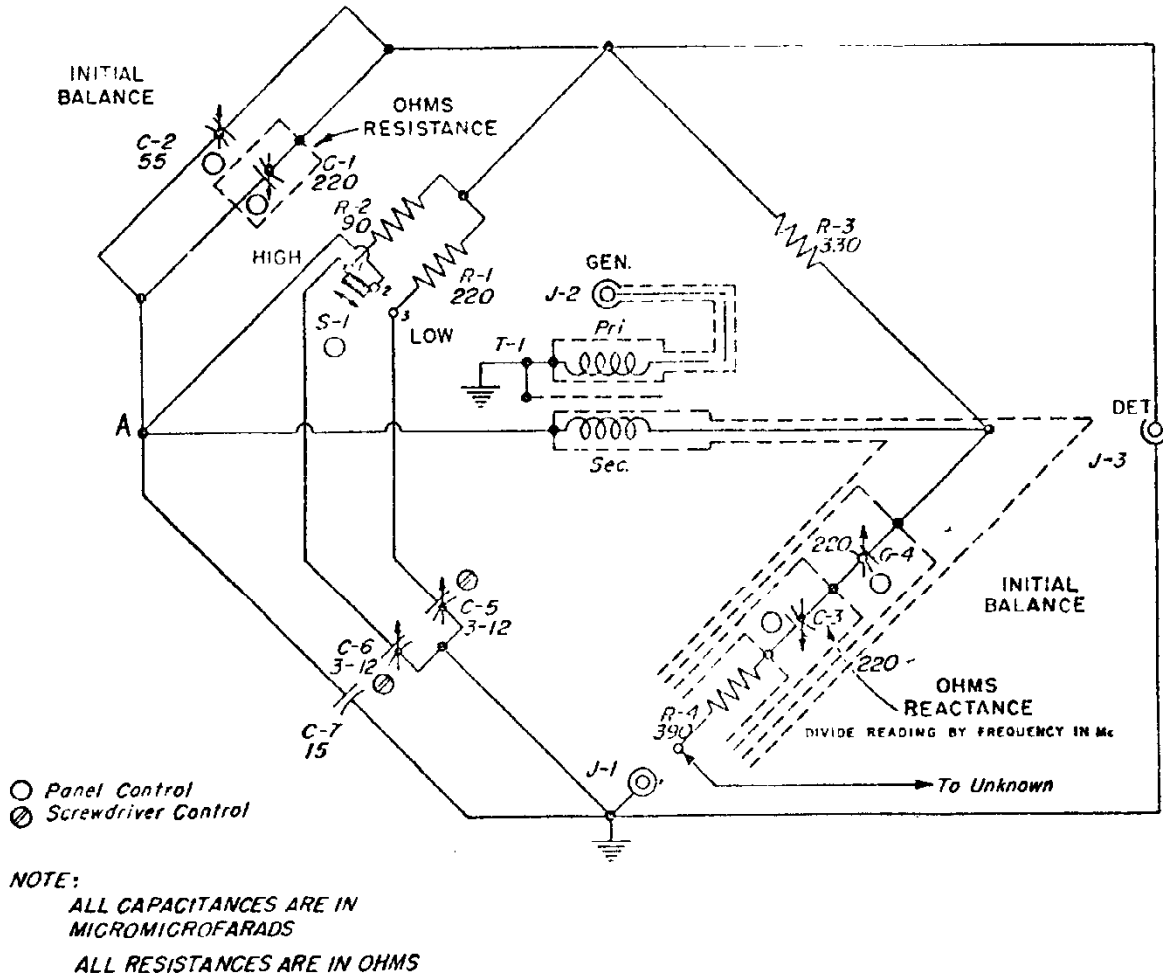 INITIAL
BALANCE
OHMS
RESISTANCE
C-2
55
C-1
220
R-2
90
HIGH
R-1
220
2
S-1
3
LOW
R-3
330
GEN.
J-2
Pri
T-1
A
Sec.
DET
J-3
220
C-4
INITIAL
BALANCE
C-5
3-12
C-6
3-12
C-3
220
C-7
15
OHMS
REACTANCE
DIVIDE READING BY FREQUENCY IN Mc
R-4
390
J-1
To Unknown
Panel Control
Screwdriver Control
NOTE:
ALL CAPACITANCES ARE IN
MICROMICROFARADS
ALL RESISTANCES ARE IN OHMS